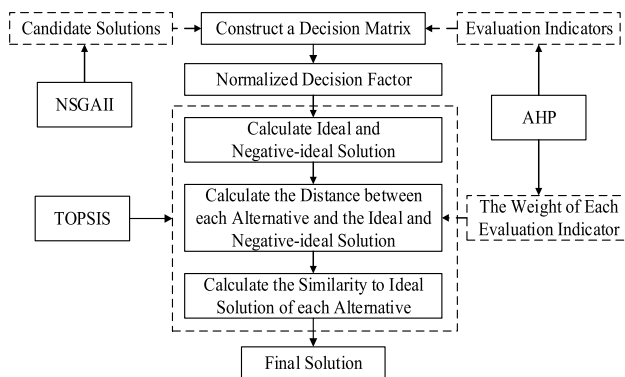 Candidate Solutions
Construct a Decision Matrix
Evaluation Indicators
Normalized Decision Factor
NSGAII
AHP
Calculate Ideal and
Negative-ideal Solution
TOPSIS
Calculate the Distance between
each Alternative and the Ideal and
Negative-ideal Solution
The Weight of Each
Evaluation Indicator
Calculate the Similarity to Ideal
Solution of each Alternative
Final Solution